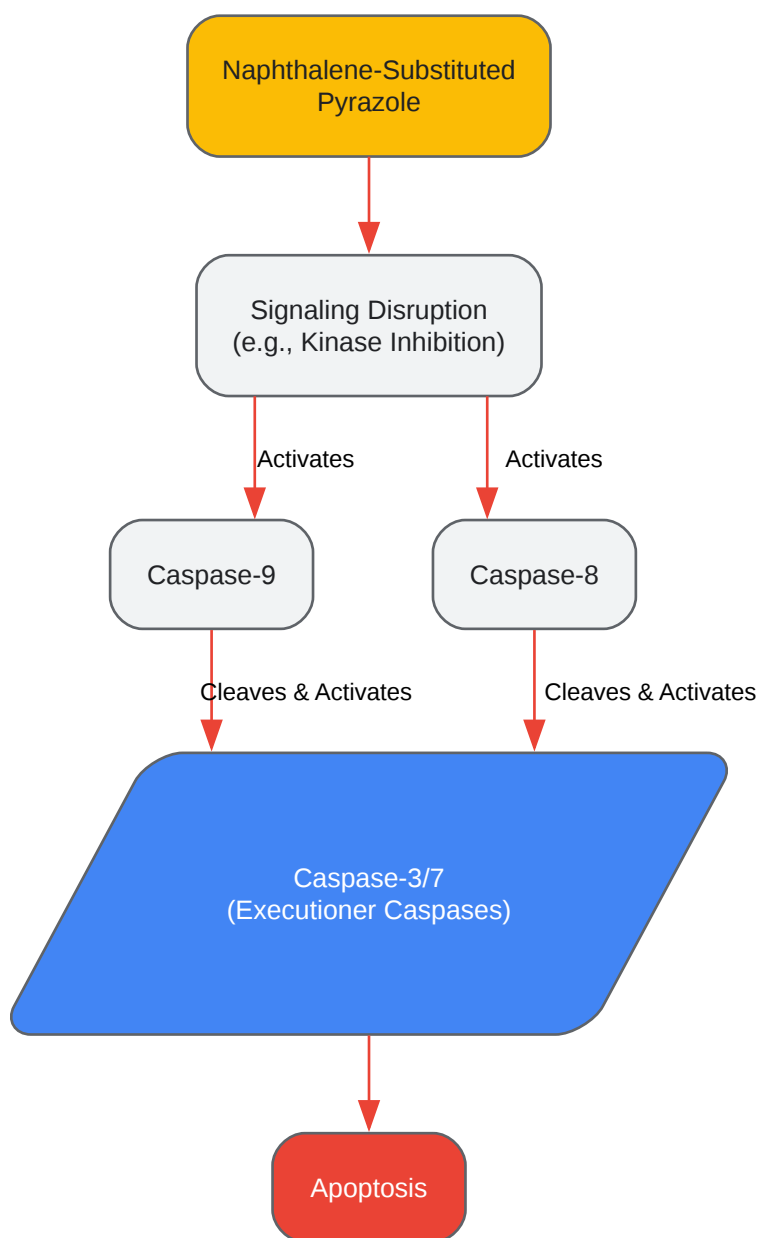 Naphthalene-Substituted
Pyrazole
Signaling Disruption
(e.g., Kinase Inhibition)
Activates
Activates
Caspase-9
Caspase-8
Cleaves & Activates
Cleaves & Activates
Caspase-3/7
(Executioner Caspases)
Apoptosis